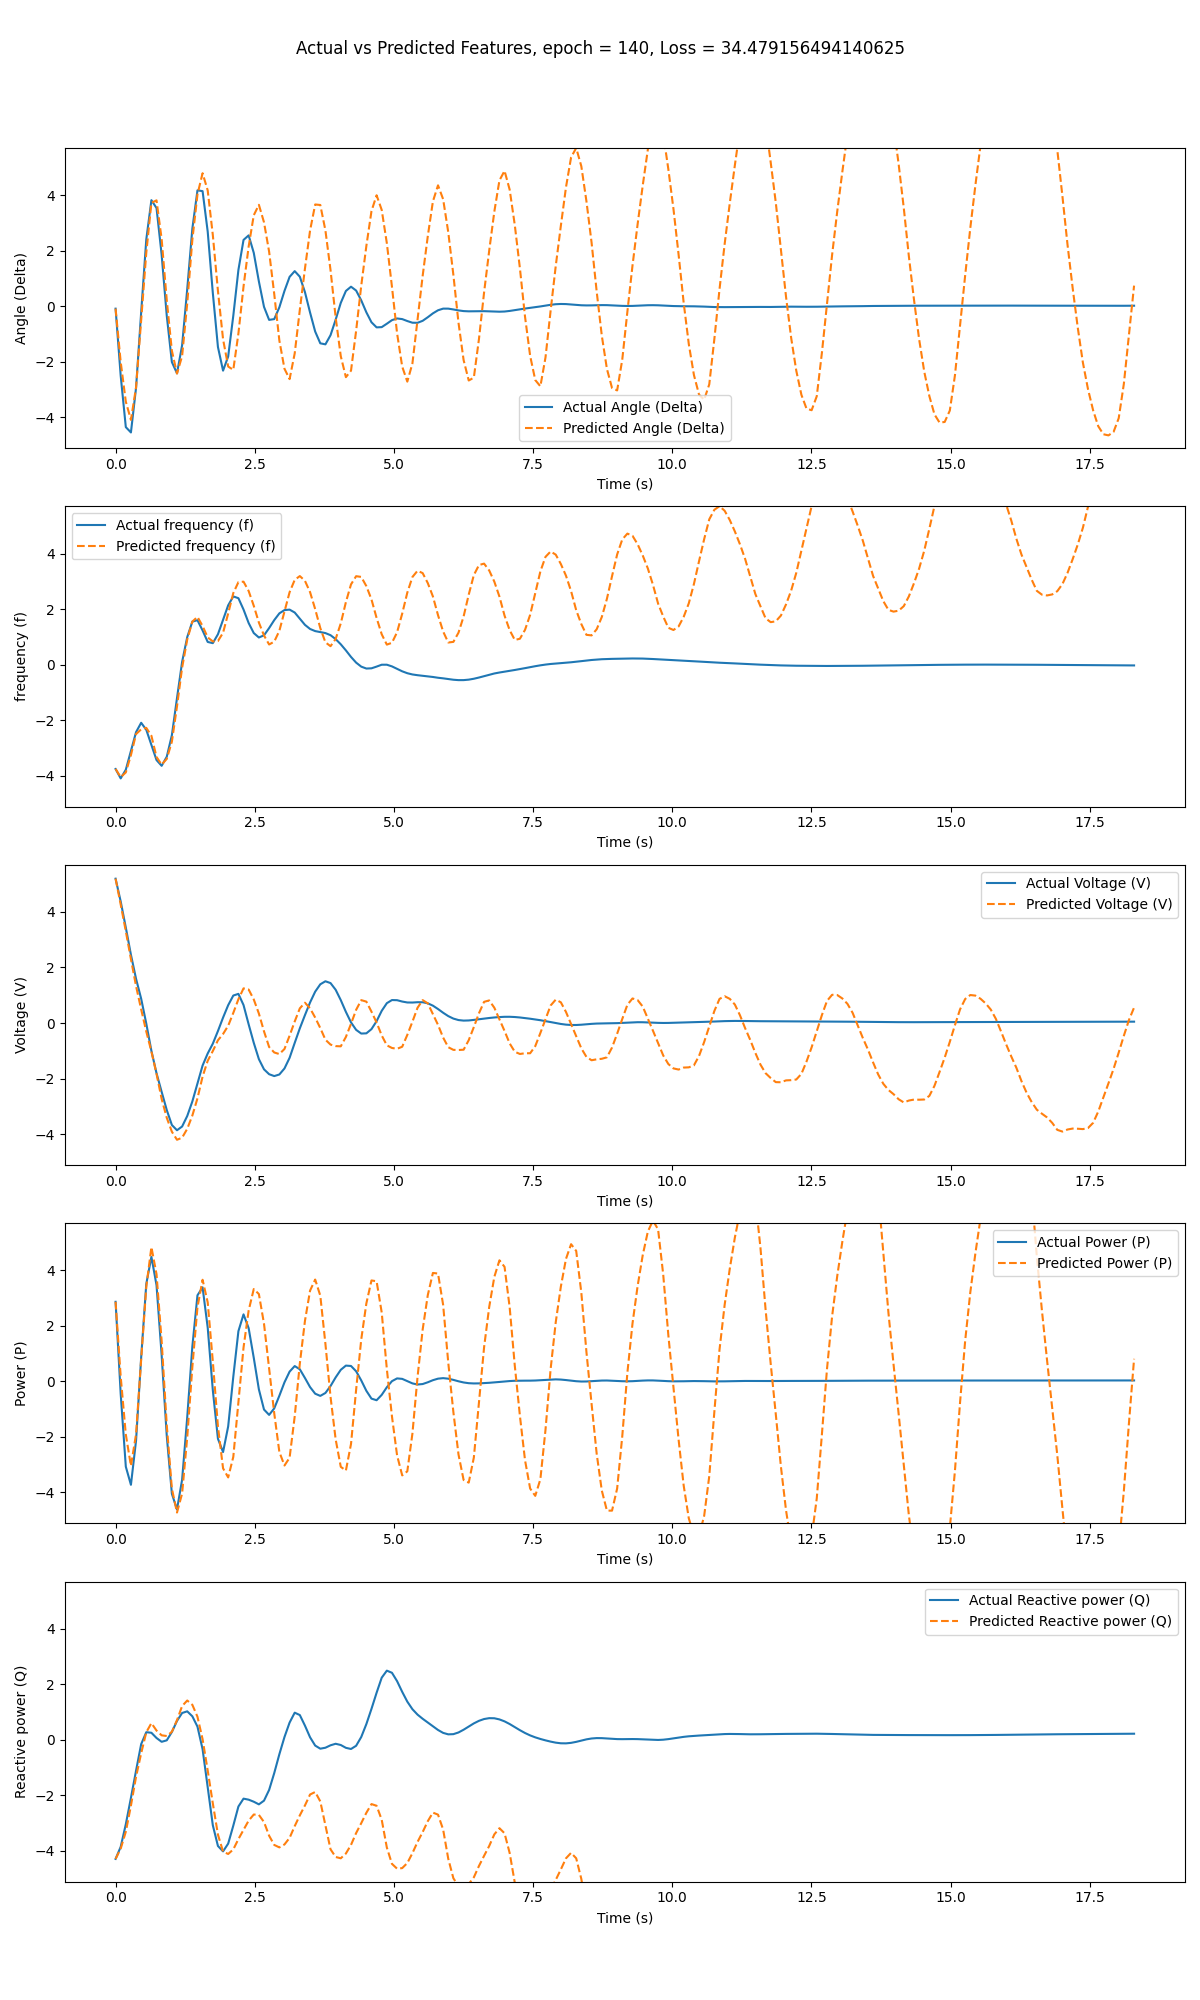 Actual vs Predicted Features, epoch = 140, Loss = 34.479156494140625
4
2
0
−2
−4
Angle (Delta)
Actual Angle (Delta)
Predicted Angle (Delta)
0.0 2.5 5.0 7.5 10.0 12.5 15.0 17.5
Time (s)
4
2
0
−2
−4
frequency (f)
Actual frequency (f)
Predicted frequency (f)
0.0 2.5 5.0 7.5 10.0 12.5 15.0 17.5
Time (s)
4
2
0
−2
−4
Voltage (V)
Actual Voltage (V)
Predicted Voltage (V)
0.0 2.5 5.0 7.5 10.0 12.5 15.0 17.5
Time (s)
4
2
0
−2
−4
Power (P)
Actual Power (P)
Predicted Power (P)
0.0 2.5 5.0 7.5 10.0 12.5 15.0 17.5
Time (s)
4
2
0
−2
−4
Reactive power (Q)
Actual Reactive power (Q)
Predicted Reactive power (Q)
0.0 2.5 5.0 7.5 10.0 12.5 15.0 17.5
Time (s)